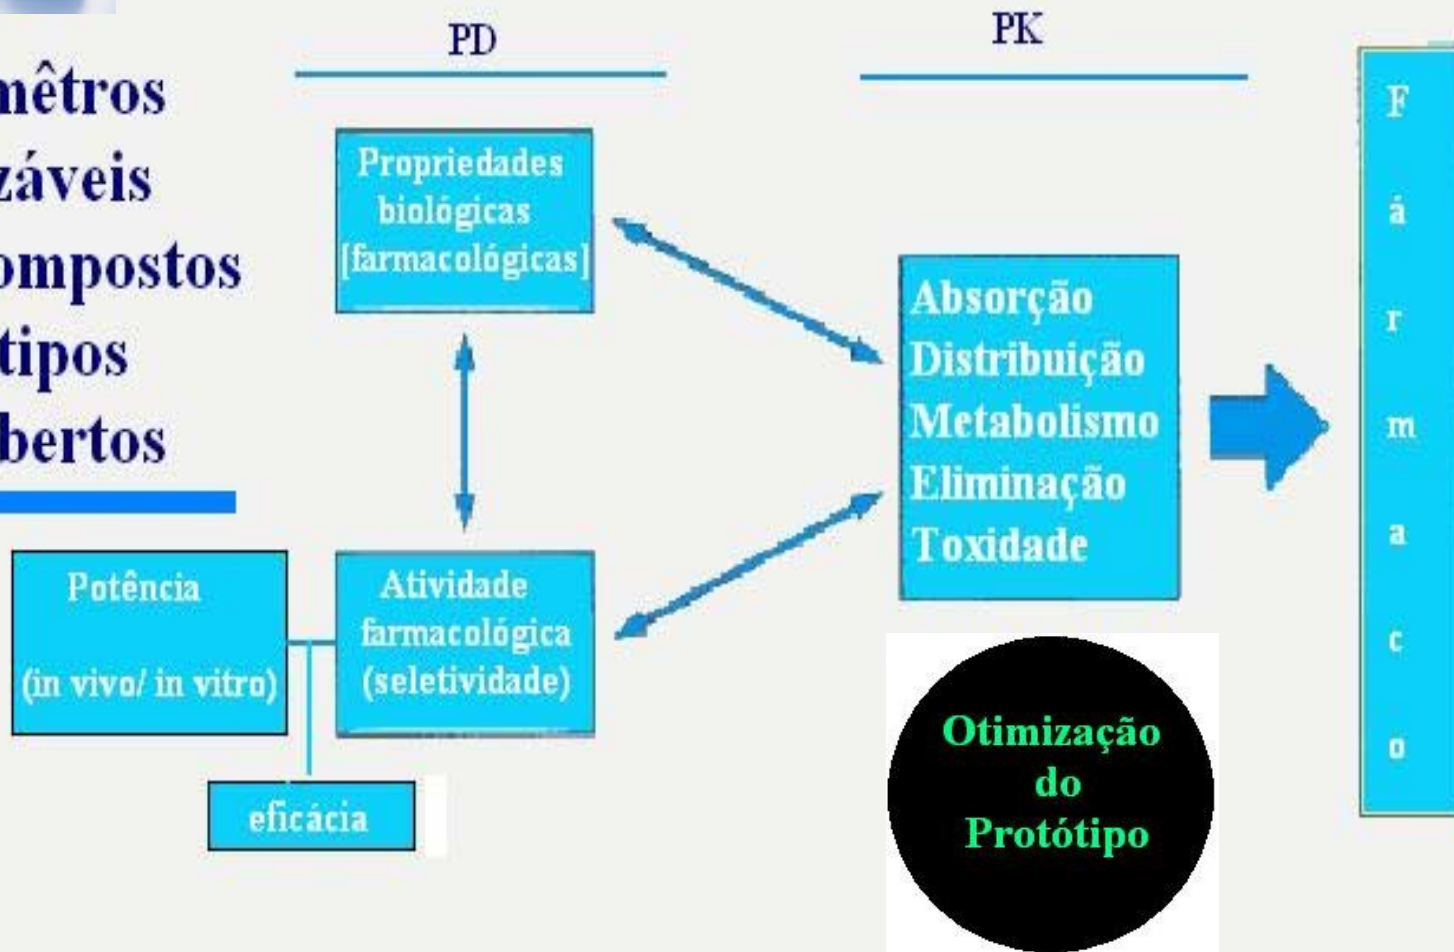 PD
PK
mêtros
záveis
ompostos
tipos
bertos
Propriedades
biológicas
[farmacológicas]
Absorção
Distribuição
Metabolismo
Eliminação
Toxidade
F
á
r
m
a
c
o
Potência
(in vivo/ in vitro)
Atividade
farmacológica
(seletividade)
eficácia
Otimização
do
Protótipo